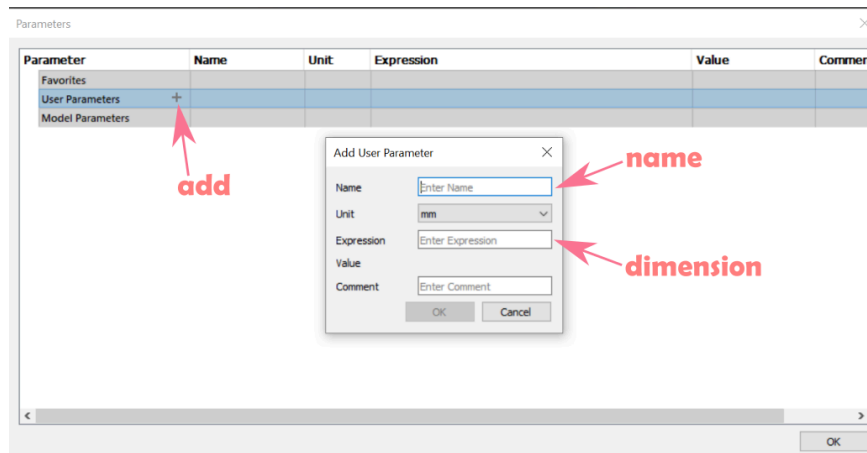 Parameters
Parameter Name Unit Expression Value Commen
Favorites
User Parameters +
Model Parameters
add
Add User Parameter
Name Enter Name
name
Unit mm
Expression Enter Expression
dimension
Value
Comment Enter Comment
OK Cancel
OK